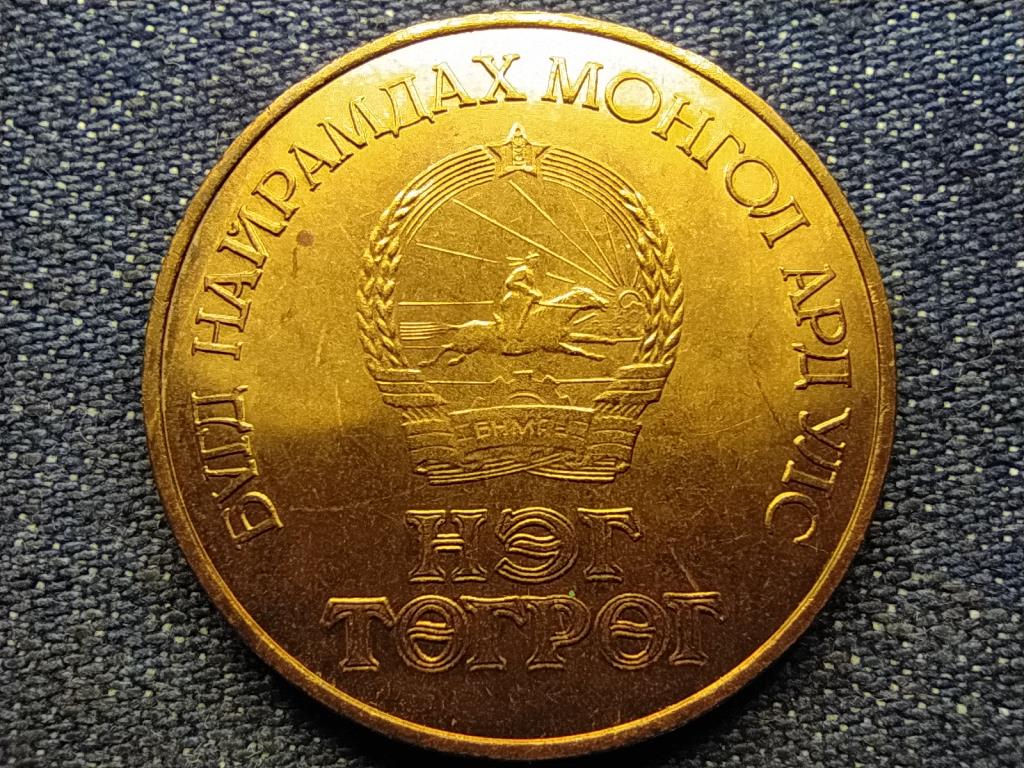 БҮГД НАЙРАМДАХ МОНГОЛ АРД УЛС
БНМАУ
НЭГ
ТӨГРӨГ